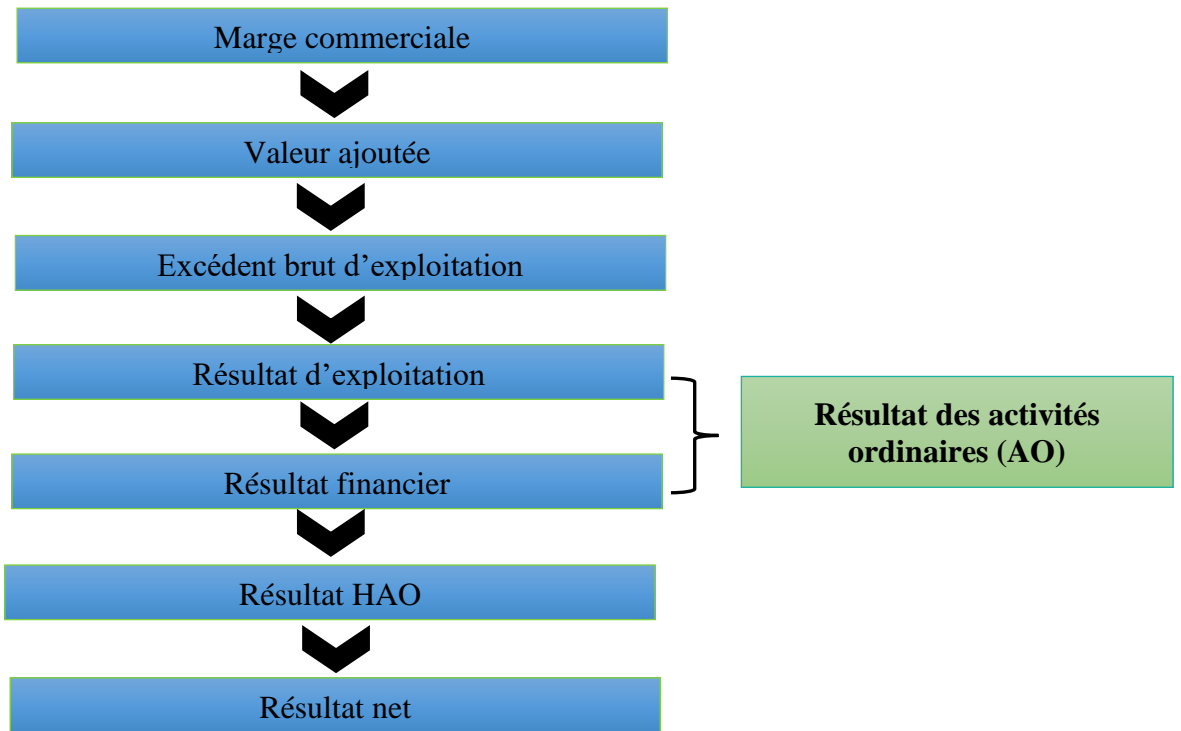 Marge commerciale
Valeur ajoutée
Excédent brut d’exploitation
Résultat d’exploitation
Résultat financier
Résultat des activités
ordinaires (AO)
Résultat HAO
Résultat net